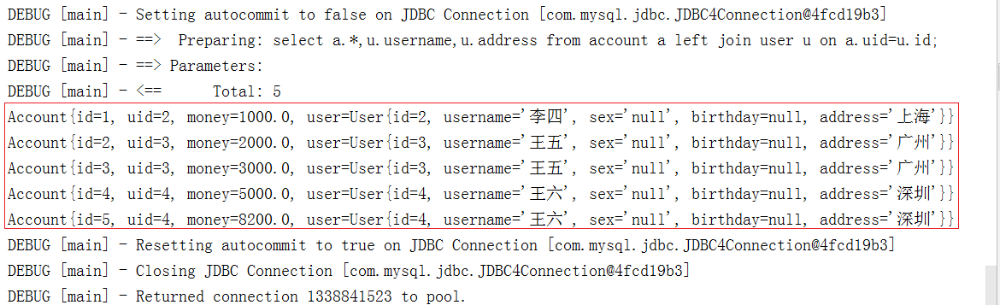 DEBUG [main] - Setting autocommit to false on JDBC Connection [com.mysql.jdbc.JDBC4Connection@4fcd19b3]
DEBUG [main] - ==>  Preparing: select a.*,u.username,u.address from account a left join user u on a.uid=u.id;
DEBUG [main] - ==> Parameters:
DEBUG [main] - <==      Total: 5
Account{id=1, uid=2, money=1000.0, user=User{id=2, username='李四', sex='null', birthday=null, address='上海'}}
Account{id=2, uid=3, money=2000.0, user=User{id=3, username='王五', sex='null', birthday=null, address='广州'}}
Account{id=3, uid=3, money=3000.0, user=User{id=3, username='王五', sex='null', birthday=null, address='广州'}}
Account{id=4, uid=4, money=5000.0, user=User{id=4, username='王六', sex='null', birthday=null, address='深圳'}}
Account{id=5, uid=4, money=8200.0, user=User{id=4, username='王六', sex='null', birthday=null, address='深圳'}}
DEBUG [main] - Resetting autocommit to true on JDBC Connection [com.mysql.jdbc.JDBC4Connection@4fcd19b3]
DEBUG [main] - Closing JDBC Connection [com.mysql.jdbc.JDBC4Connection@4fcd19b3]
DEBUG [main] - Returned connection 1338841523 to pool.